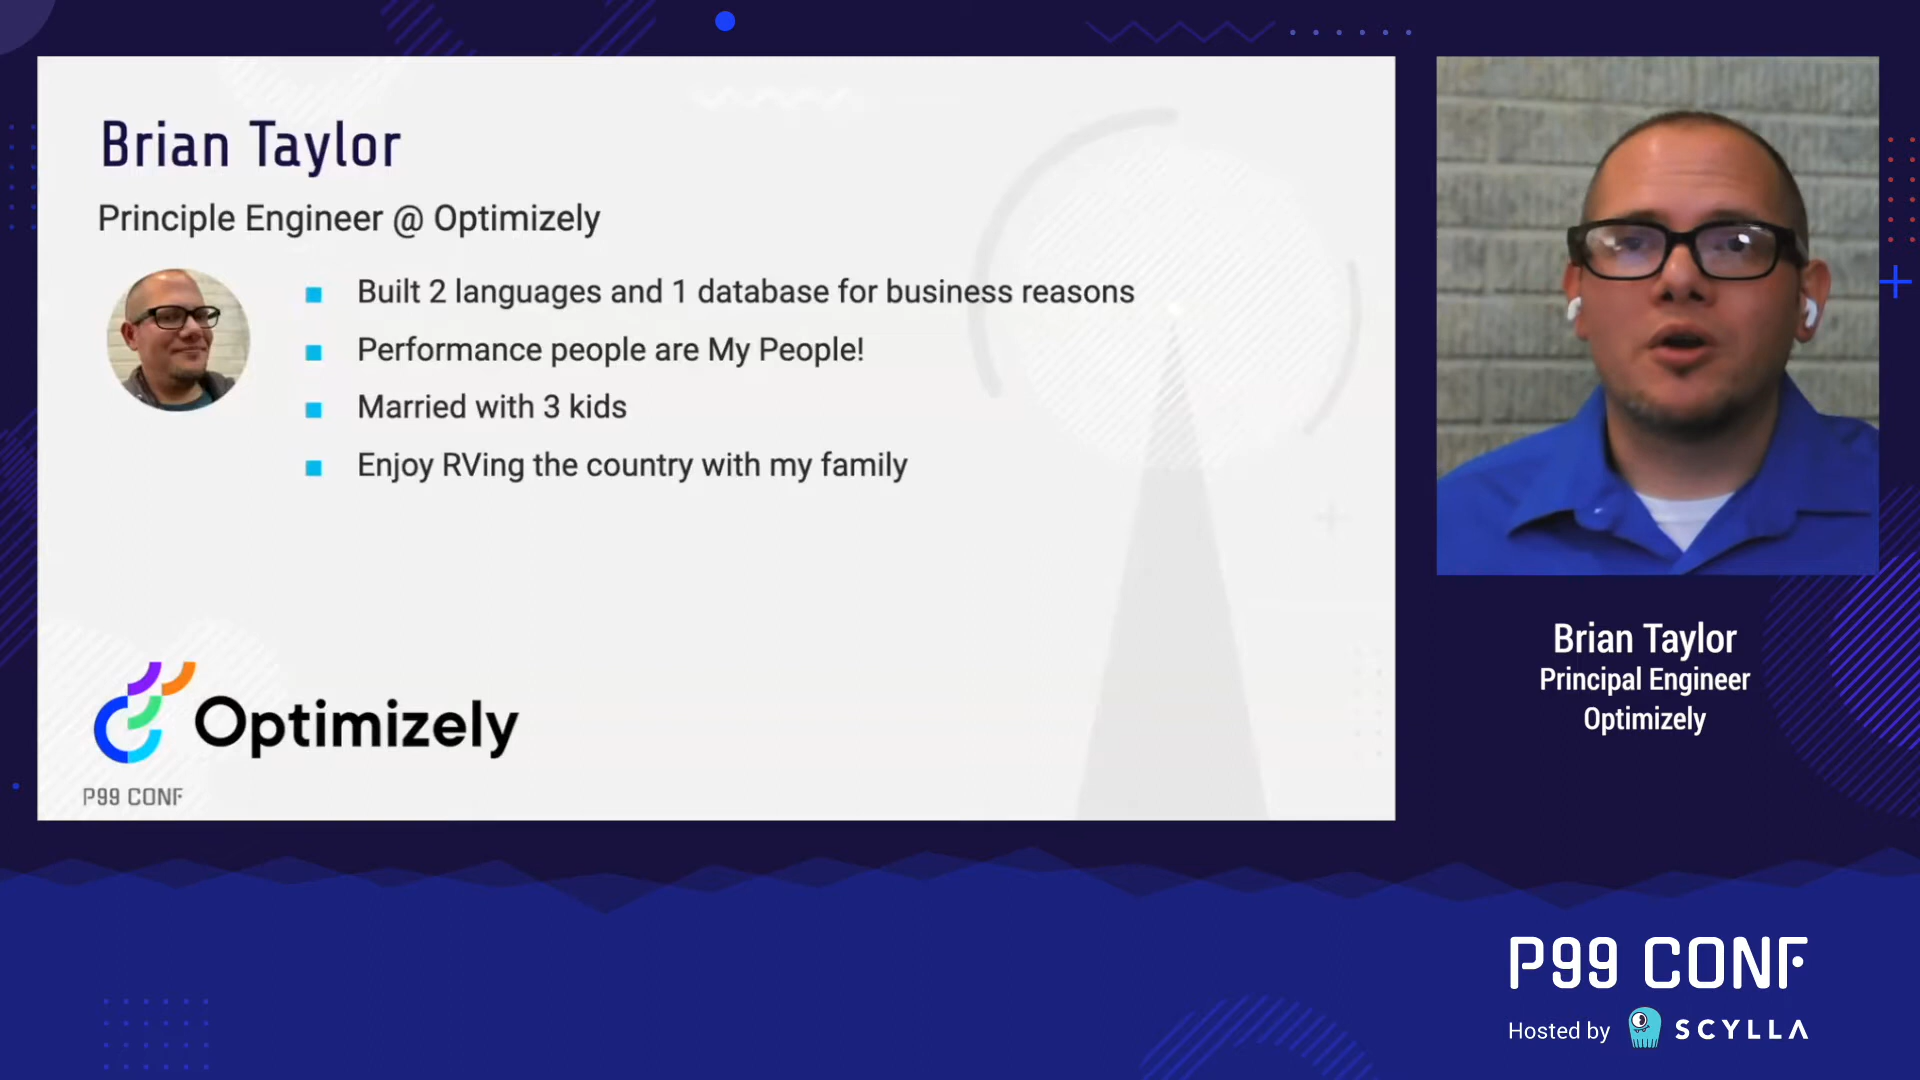 Brian Taylor
Principle Engineer @ Optimizely
Built 2 languages and 1 database for business reasons
Performance people are My People!
Married with 3 kids
Enjoy RVing the country with my family
Optimizely
P99 CONF
Brian Taylor
Principal Engineer
Optimizely
P99 CONF
Hosted by SCYLLA